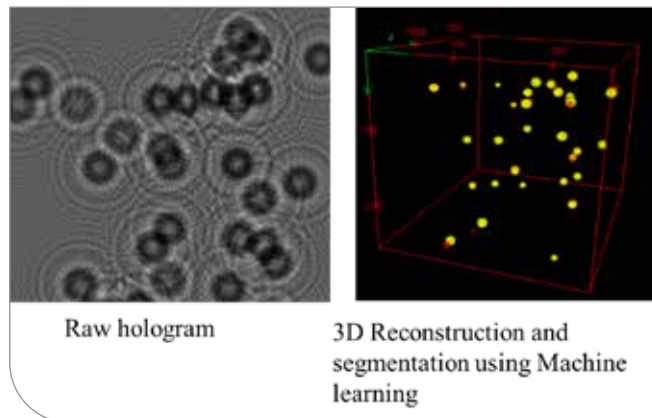 Raw hologram
3D Reconstruction and
segmentation using Machine
learning